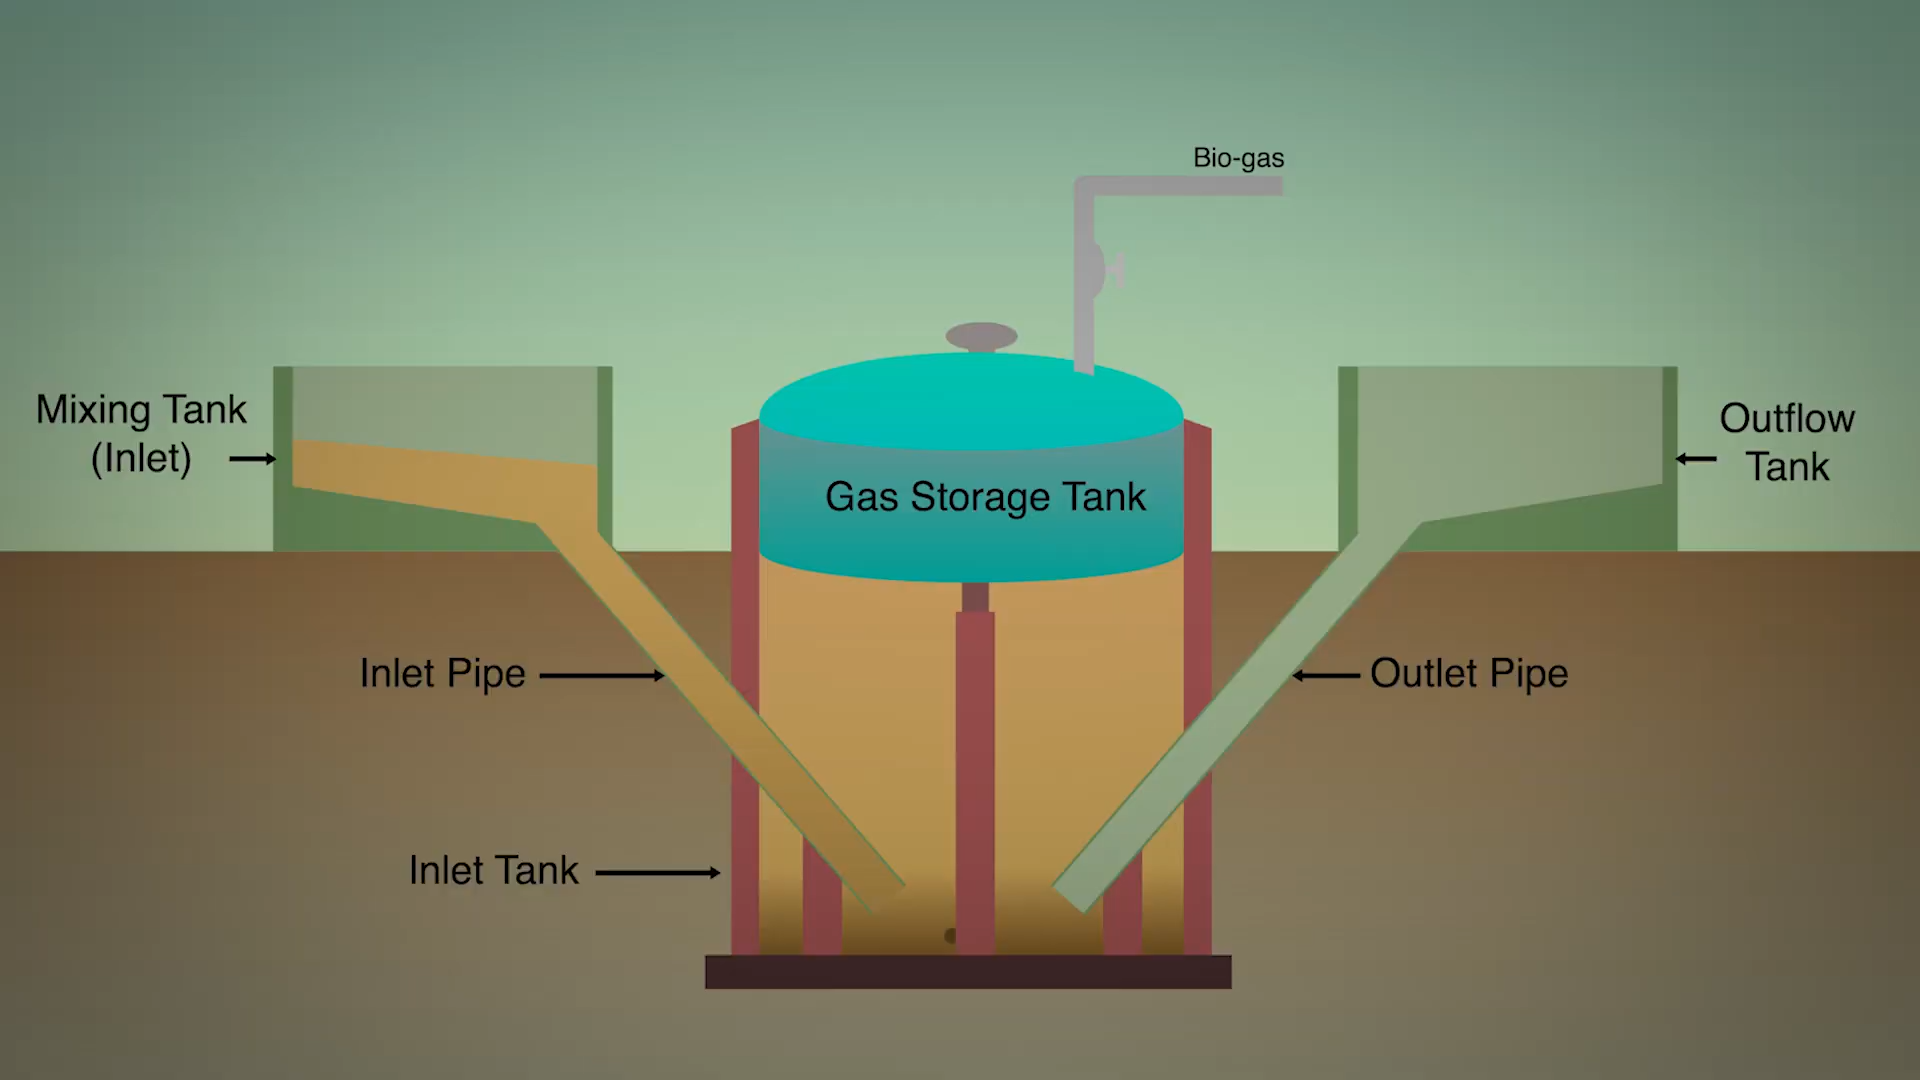 Bio-gas
Mixing Tank
(Inlet)
Outflow
Tank
Gas Storage Tank
Inlet Pipe
Outlet Pipe
Inlet Tank